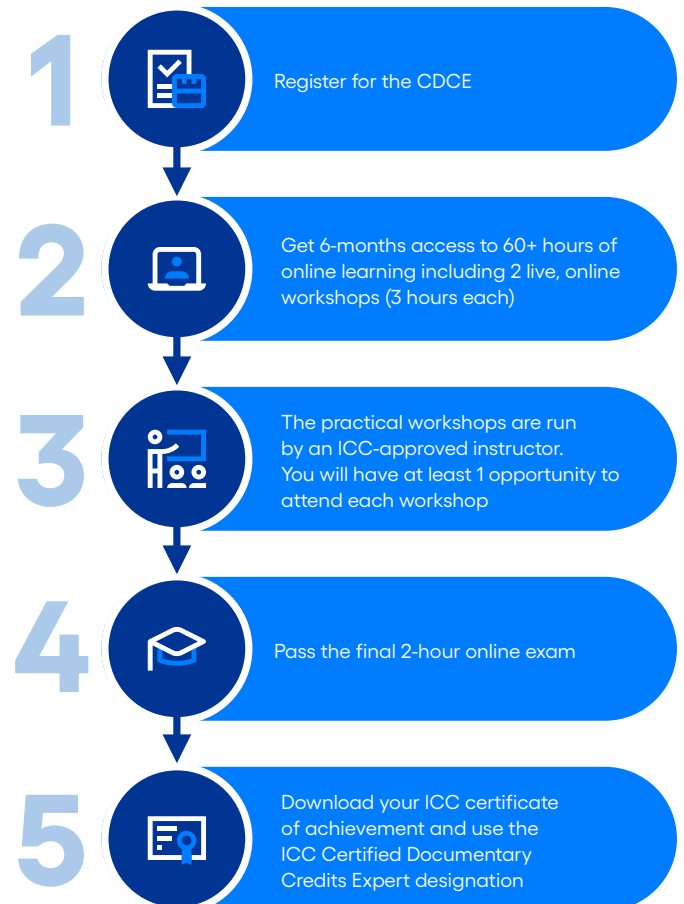 1
Register for the CDCE
2
Get 6-months access to 60+ hours of
online learning including 2 live, online
workshops (3 hours each)
3
The practical workshops are run
by an ICC-approved instructor.
You will have at least 1 opportunity to
attend each workshop
4
Pass the final 2-hour online exam
5
Download your ICC certificate
of achievement and use the
ICC Certified Documentary
Credits Expert designation